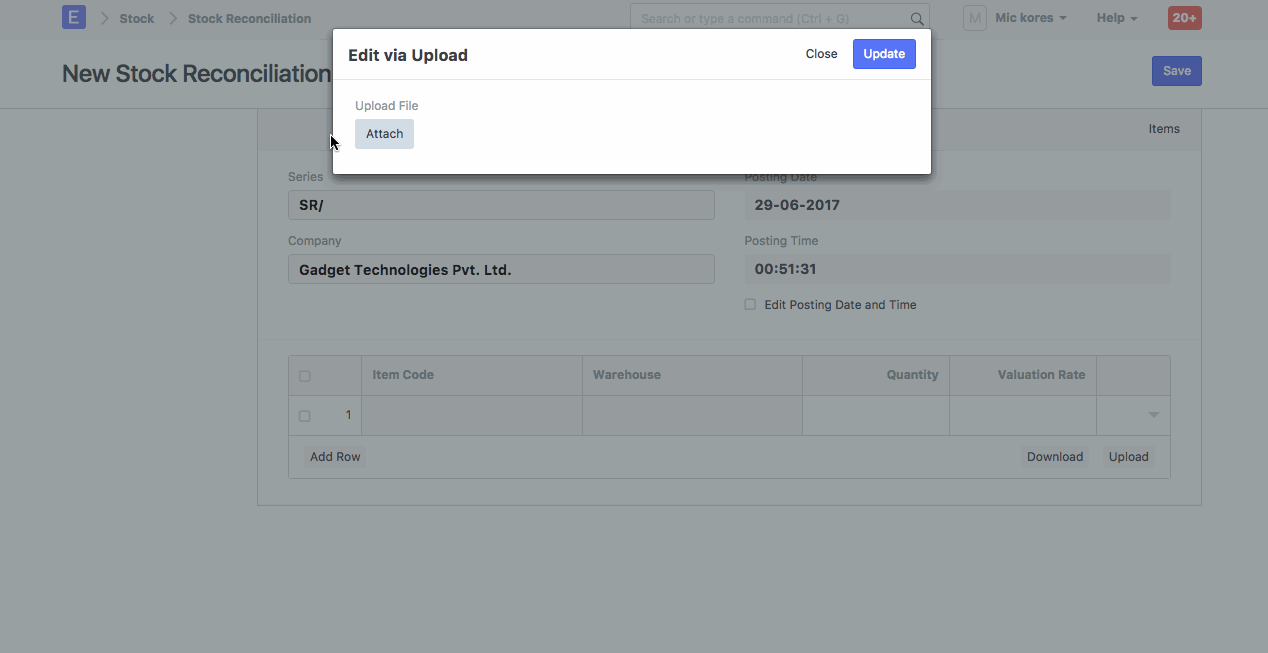 E Stock Stock Reconciliation Search or type a command (Ctrl + G) M Mic kores Help 20+
Edit via Upload Close Update
New Stock Reconciliation Save
Upload File
Attach
Items
Series Posting Date
SR/ 29-06-2017
Company Posting Time
Gadget Technologies Pvt. Ltd. 00:51:31
Edit Posting Date and Time
Item Code Warehouse Quantity Valuation Rate
1
Add Row Download Upload